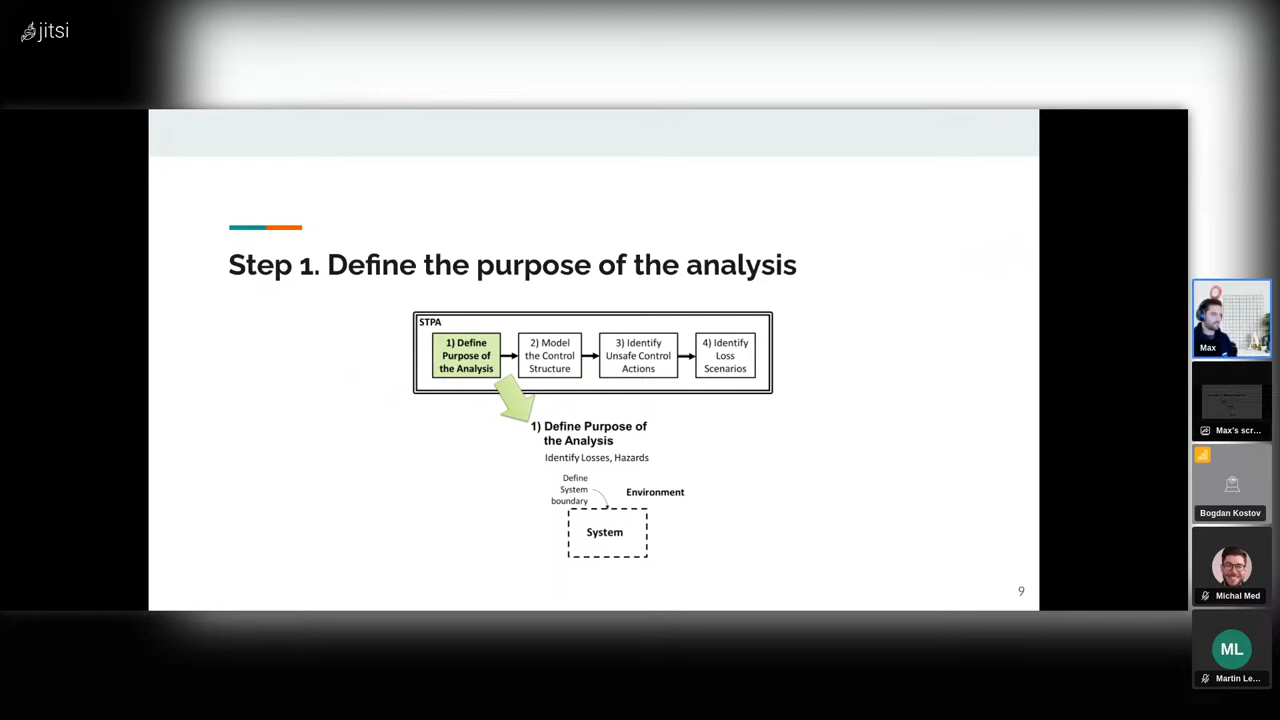 jitsi
Step 1. Define the purpose of the analysis
STPA
1) Define
Purpose of
the Analysis
2) Model
the Control
Structure
3) Identify
Unsafe Control
Actions
4) Identify
Loss
Scenarios
1) Define Purpose of
the Analysis
Identify Losses, Hazards
Define
System
boundary
Environment
System
9
Max
Max's scr...
Bogdan Kostov
Michal Med
ML
Martin Le...